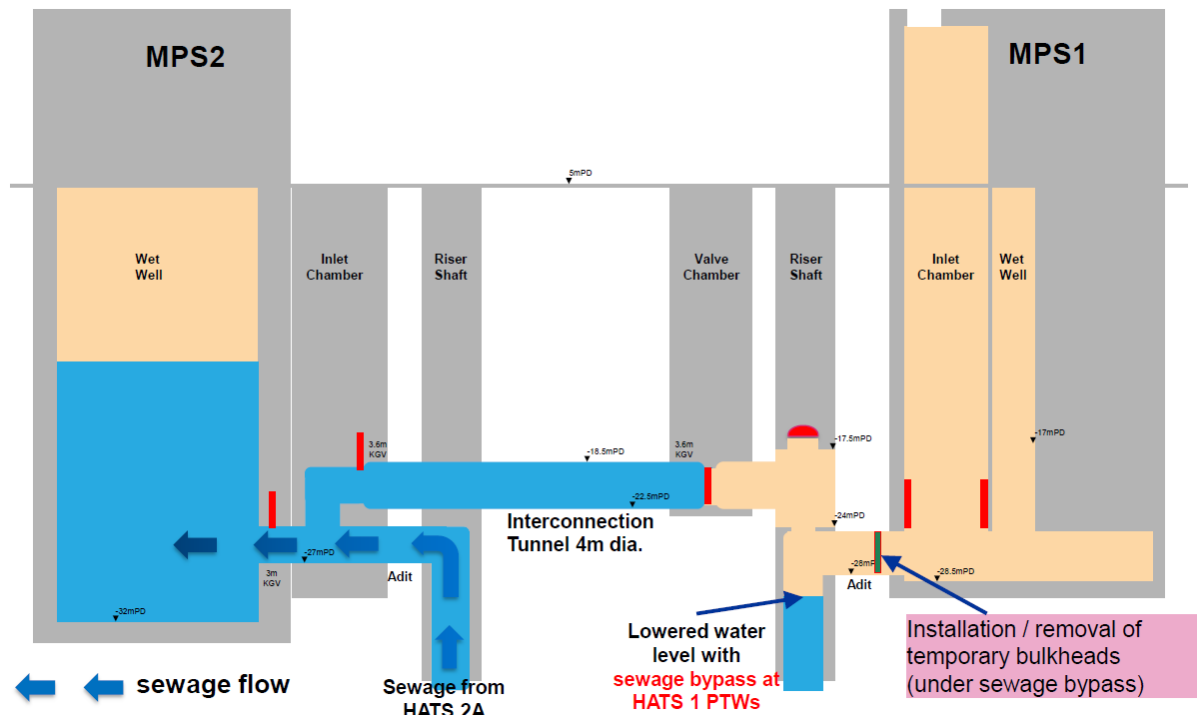 MPS2
MPS1
5mPD
Wet
Well
Inlet
Chamber
Riser
Shaft
Valve
Chamber
Riser
Shaft
Inlet
Chamber
Wet
Well
3.6m
KGV
-18.5mPD
3.6m
KGV
-17.5mPD
-17mPD
-22.5mPD
Interconnection
Tunnel 4m dia.
-24mPD
3m
KGV
-27mPD
Adit
Adit
-28.5mPD
-32mPD
Lowered water
level with
sewage bypass at
HATS 1 PTWs
Installation / removal of
temporary bulkheads
(under sewage bypass)
sewage flow
Sewage from
HATS 2A